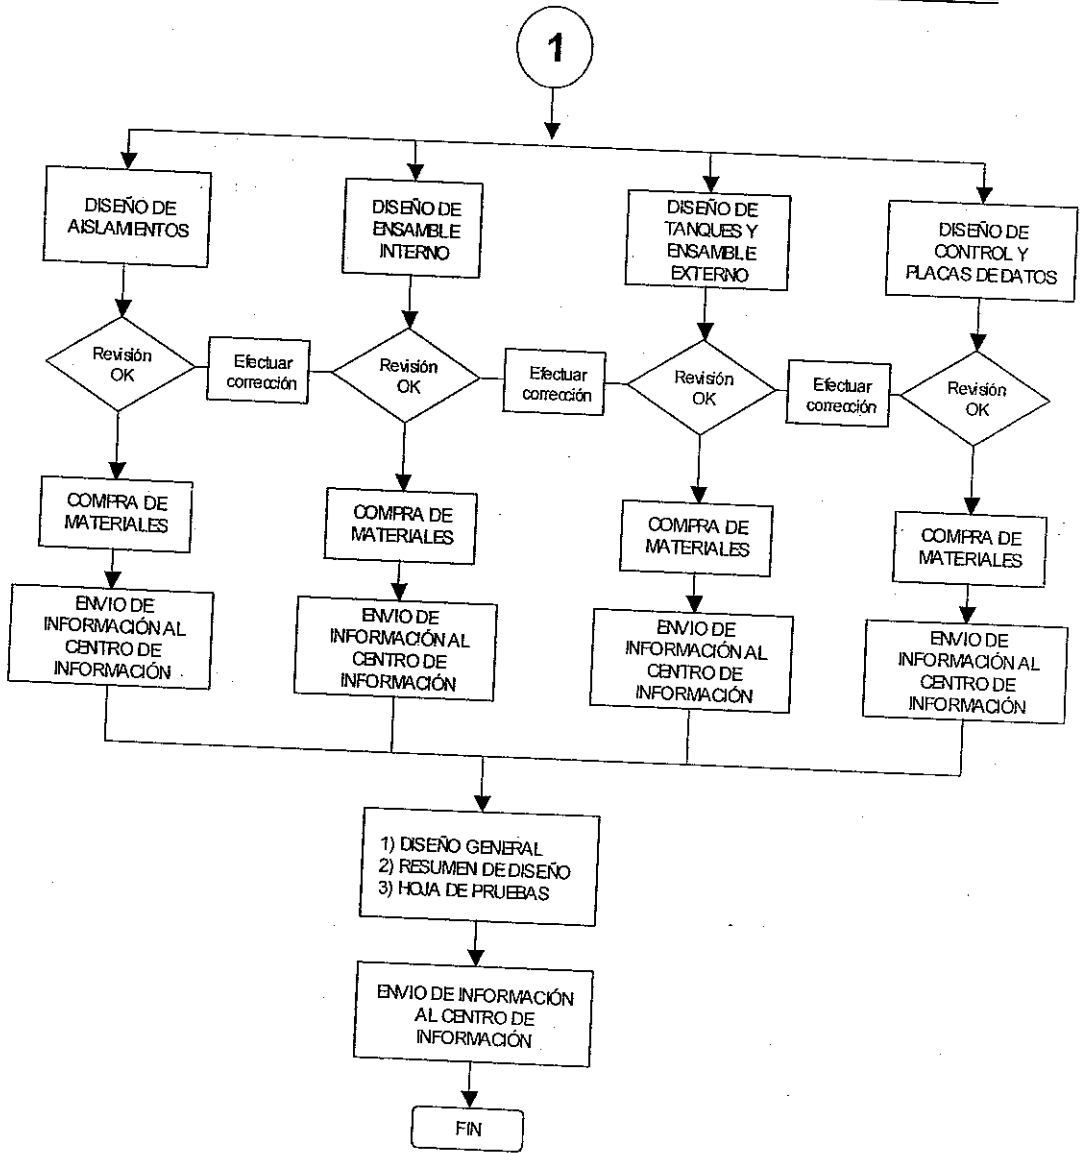 1
DISEÑO DE
AISLAMIENTOS
DISEÑO DE
ENSAMBLE
INTERNO
DISEÑO DE
TANQUES Y
ENSAMBLE
EXTERNO
DISEÑO DE
CONTROL Y
PLACAS DE DATOS
Revisión
OK
Efectuar
corrección
Revisión
OK
Efectuar
corrección
Revisión
OK
Efectuar
corrección
Revisión
OK
COMPRA DE
MATERIALES
COMPRA DE
MATERIALES
COMPRA DE
MATERIALES
COMPRA DE
MATERIALES
ENVIO DE
INFORMACIÓN AL
CENTRO DE
INFORMACIÓN
ENVIO DE
INFORMACIÓN AL
CENTRO DE
INFORMACIÓN
ENVIO DE
INFORMACIÓN AL
CENTRO DE
INFORMACIÓN
ENVIO DE
INFORMACIÓN AL
CENTRO DE
INFORMACIÓN
1) DISEÑO GENERAL
2) RESUMEN DE DISEÑO
3) HOJA DE PRUEBAS
ENVIO DE INFORMACIÓN
AL CENTRO DE
INFORMACIÓN
FIN